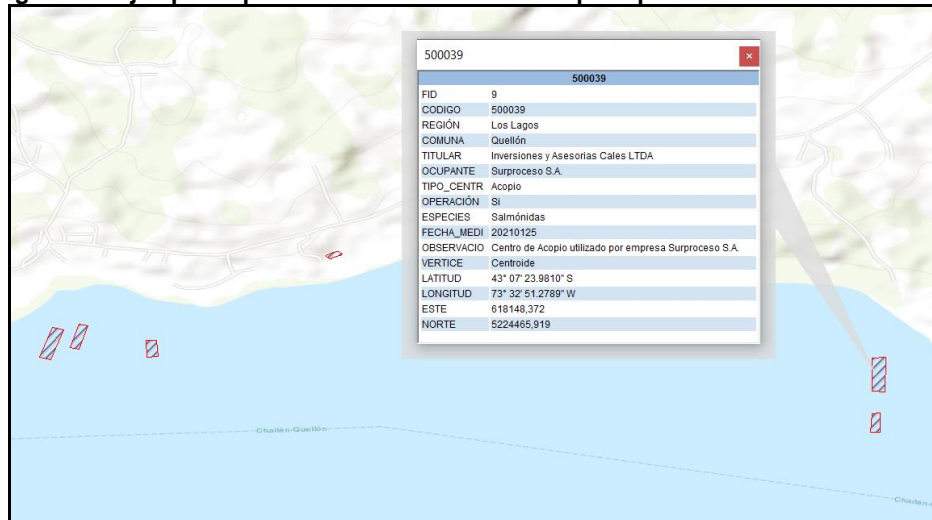 500039
×
500039
FID 9
CODIGO 500039
REGIÓN Los Lagos
COMUNA Quellón
TITULAR Inversiones y Asesorias Cales LTDA
OCUPANTE Surproceso S.A.
TIPO_CENTR Acopio
OPERACIÓN Si
ESPECIES Salmónidas
FECHA_MEDI 20210125
OBSERVACIO Centro de Acopio utilizado por empresa Surproceso S.A.
VERTICE Centroide
LATITUD 43° 07' 23.9810" S
LONGITUD 73° 32' 51.2789" W
ESTE 618148,372
NORTE 5224465,919
Chaitén-Quellón